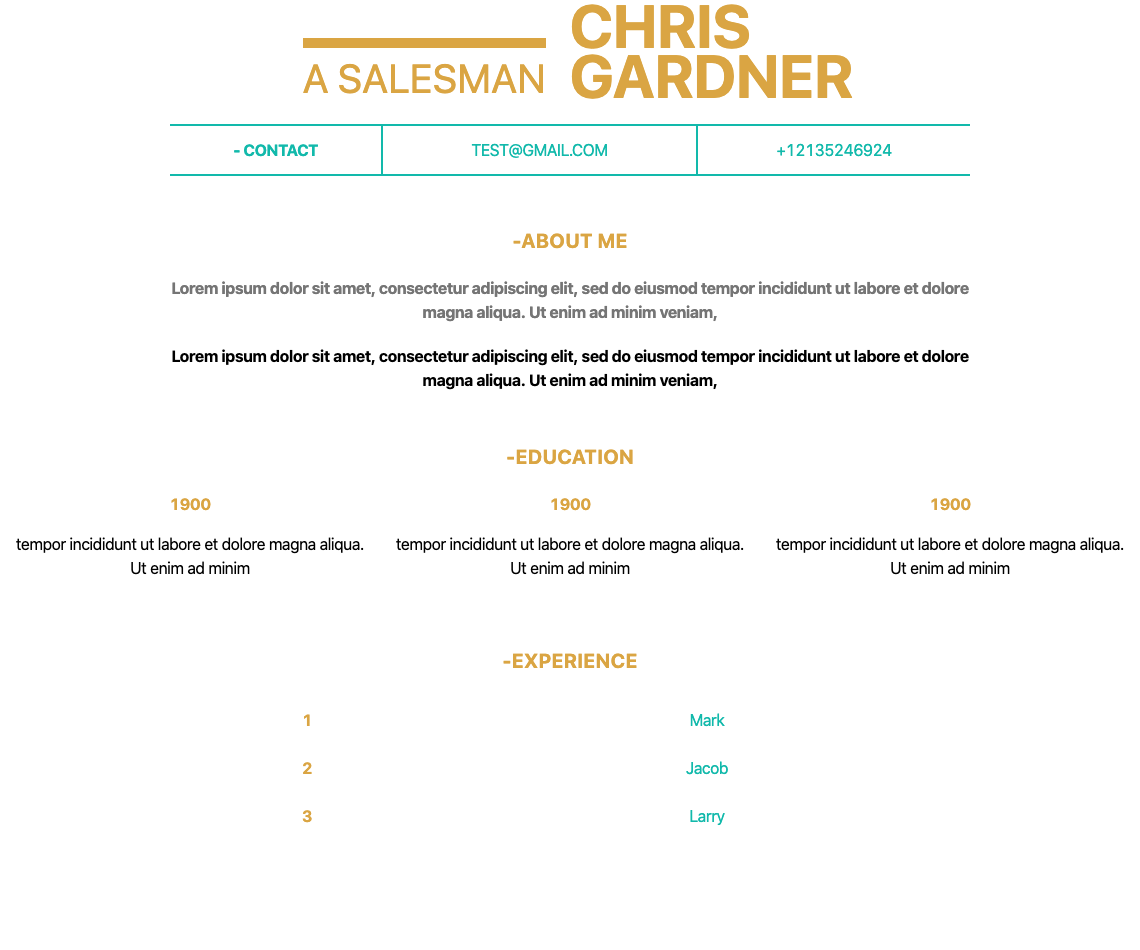 CHRIS
GARDNER
A SALESMAN
- CONTACT
TEST@GMAIL.COM
+12135246924
-ABOUT ME
Lorem ipsum dolor sit amet, consectetur adipiscing elit, sed do eiusmod tempor incididunt ut labore et dolore
magna aliqua. Ut enim ad minim veniam,
Lorem ipsum dolor sit amet, consectetur adipiscing elit, sed do eiusmod tempor incididunt ut labore et dolore
magna aliqua. Ut enim ad minim veniam,
-EDUCATION
1900
tempor incididunt ut labore et dolore magna aliqua.
Ut enim ad minim
1900
tempor incididunt ut labore et dolore magna aliqua.
Ut enim ad minim
1900
tempor incididunt ut labore et dolore magna aliqua.
Ut enim ad minim
-EXPERIENCE
1 Mark
2 Jacob
3 Larry